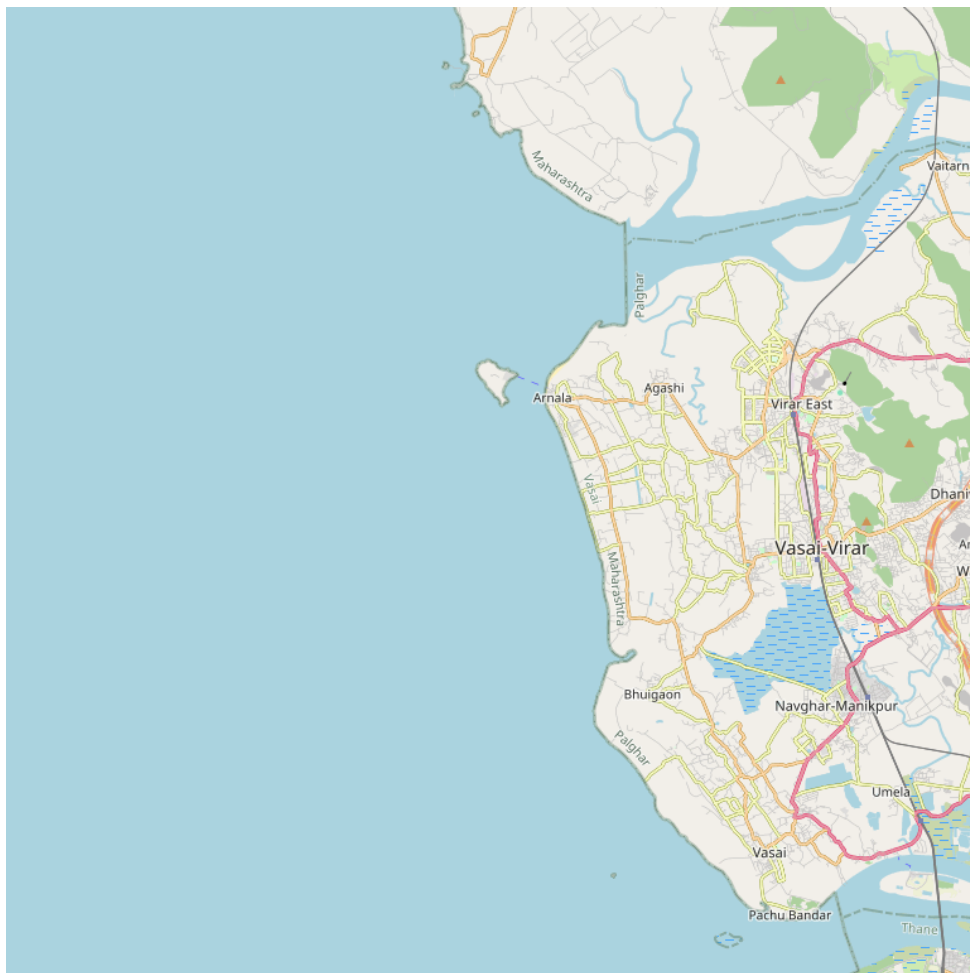 Maharashtra
Vaitarn
Palghar
Agashi
Arnala
Virar East
Vasai
Dhaniv
Vasai-Virar
Ar
W
Maharashtra
Bhuigaon
Navghar-Manikpur
Palghar
Umela
Vasai
Pachu Bandar
Thane